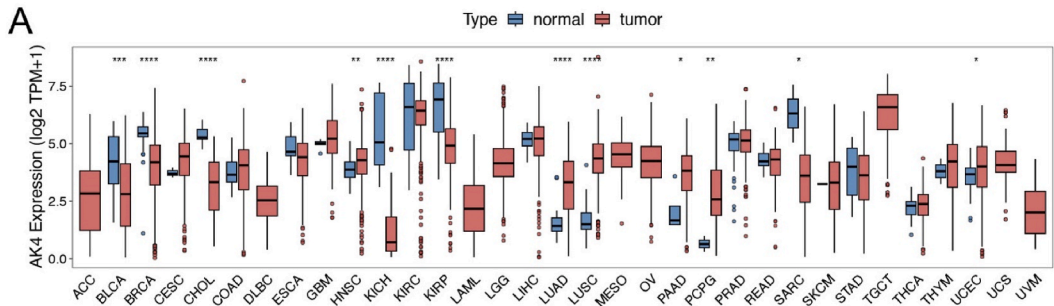 A
Type normal tumor
AK4 Expression (log2 TPM+1)
7.5
5.0
2.5
0.0
*** **** **** ** **** **** **** **** * ** * *
ACC BLCA BRCA CESC CHOL COAD DLBC ESCA GBM HNSC KICH KIRC KIRP LAML LGG LIHC LUAD LUSC MESO OV PAAD PCPG PRAD READ SARC SKCM STAD TGCT THCA THYM UCEC UCS UVM